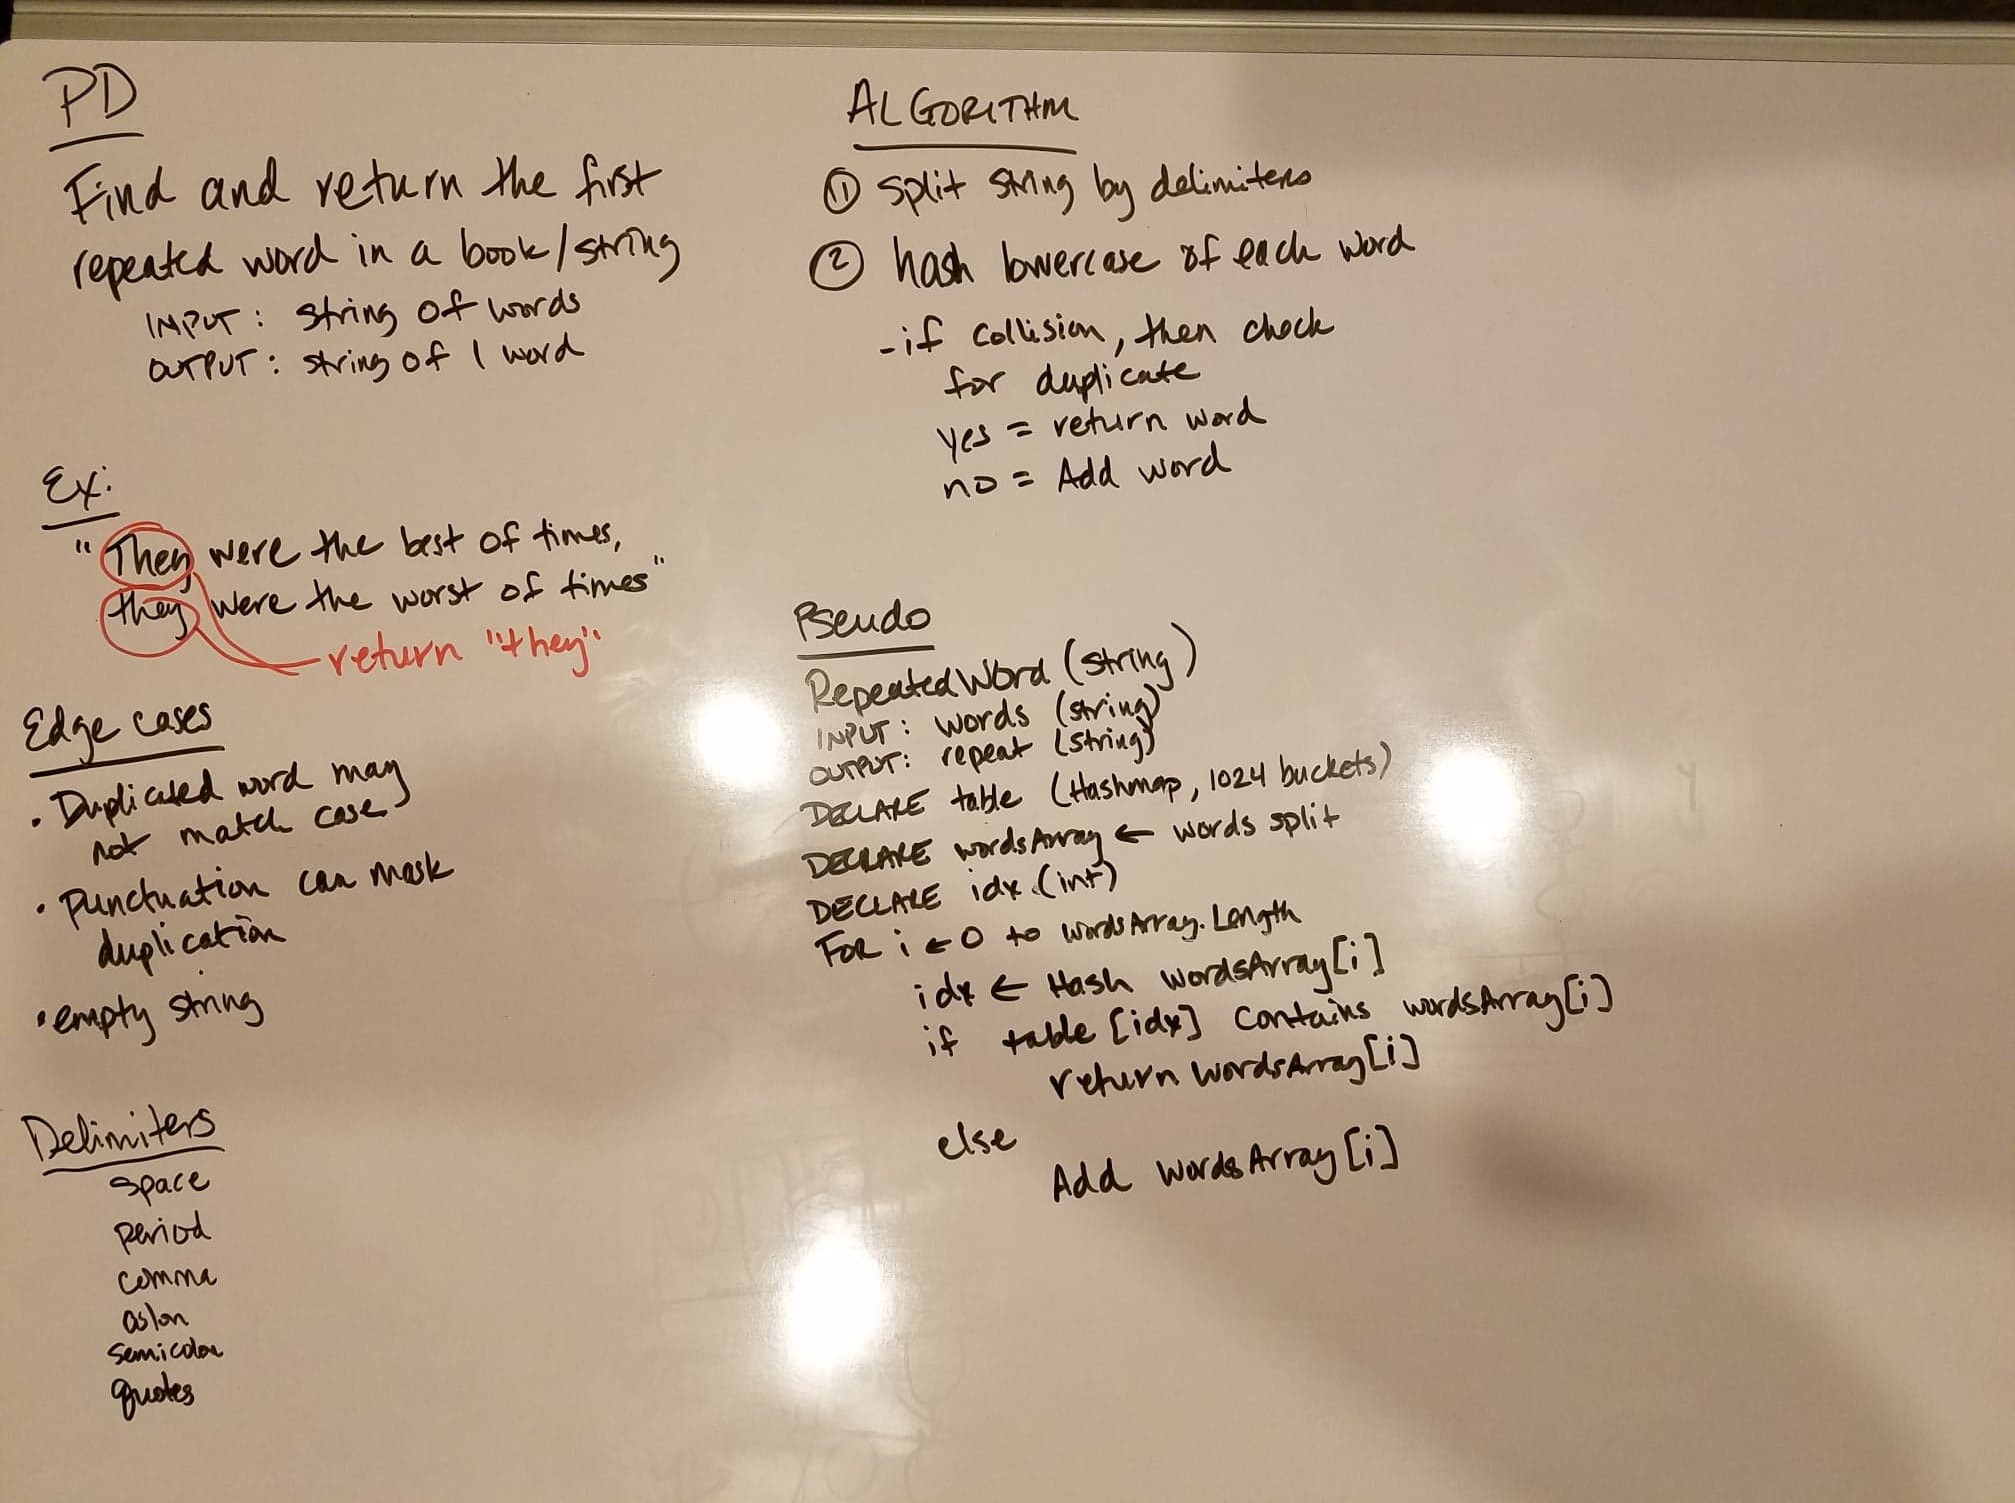 PD
Find and return the first
repeated word in a book/string
INPUT: string of words
OUTPUT: string of 1 word
Ex:
"They were the best of times,
they were the worst of times"
return "they"
Edge cases
• Duplicated word may
not match case
• Punctuation can mask
duplication
• empty string
Delimiters
space
period
comma
colon
semicolon
quotes
ALGORITHM
① split string by delimiters
② hash lowercase of each word
- if collision, then check
for duplicate
yes = return word
no = Add word
Pseudo
RepeatedWord (string)
INPUT: words (string)
OUTPUT: repeat (string)
DECLARE table (Hashmap, 1024 buckets)
DECLARE wordsArray ← words split
DECLARE idx (int)
FOR i ← 0 to wordsArray.Length
idx ← Hash wordsArray[i]
if table [idx] contains wordsArray[i]
return wordsArray[i]
else
Add wordsArray[i]